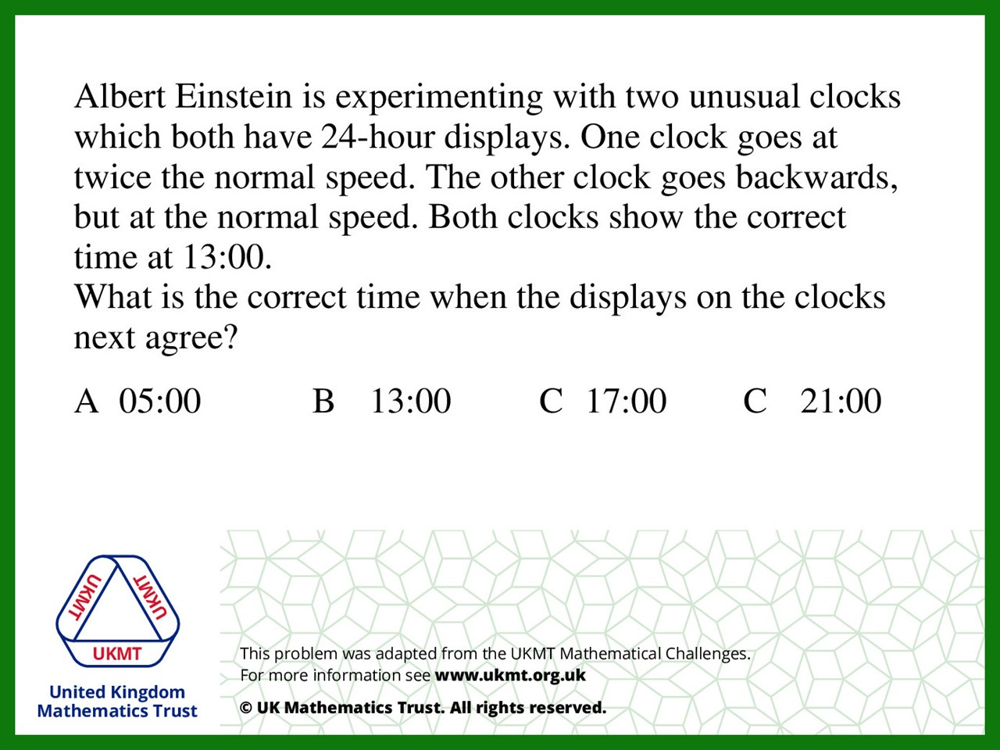 Albert Einstein is experimenting with two unusual clocks
which both have 24-hour displays. One clock goes at
twice the normal speed. The other clock goes backwards,
but at the normal speed. Both clocks show the correct
time at 13:00.
What is the correct time when the displays on the clocks
next agree?
A 05:00 B 13:00 C 17:00 C 21:00
UKMT
UKMT
UKMT
United Kingdom
Mathematics Trust
This problem was adapted from the UKMT Mathematical Challenges.
For more information see www.ukmt.org.uk
© UK Mathematics Trust. All rights reserved.